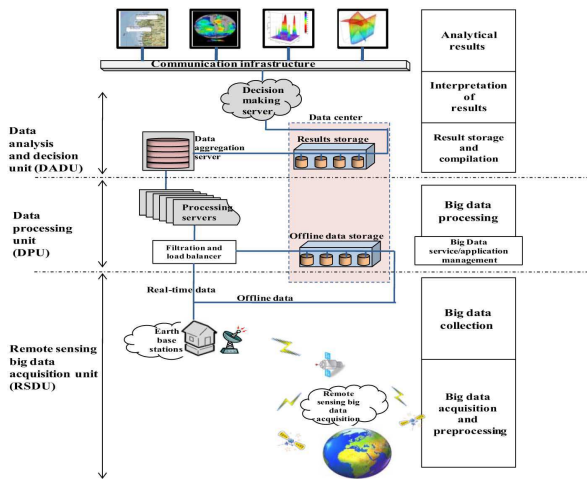 Communication infrastructure
Decision
making server
Data center
Data
aggregation
server
Results storage
Processing
servers
Offline data storage
Filtration and
load balancer
Real-time data
Offline data
Earth
base
stations
Remote
sensing big
data
acquisition
Data
analysis
and decision
unit (DADU)
Data
processing
unit
(DPU)
Remote sensing
big data
acquisition unit
(RSDU)
Analytical
results
Interpretation
of
results
Result storage
and
compilation
Big data
processing
Big Data
service/application
management
Big data
collection
Big data
acquisition
and
preprocessing